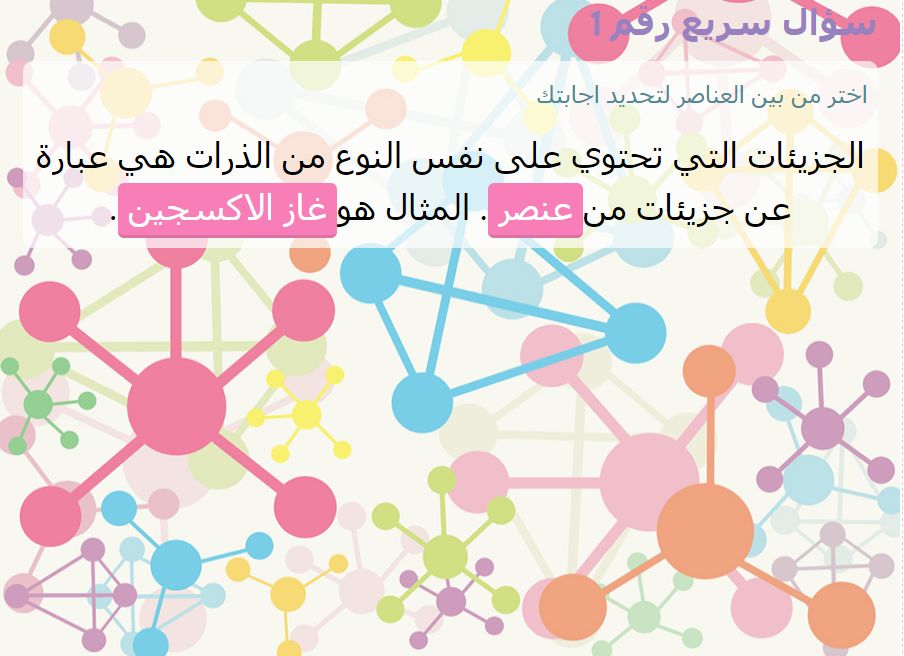 سؤال سريع رقم 1
اختر من بين العناصر لتحديد اجابتك
الجزيئات التي تحتوي على نفس النوع من الذرات هي عبارة
عن جزيئات من عنصر . المثال هو غاز الاكسجين .